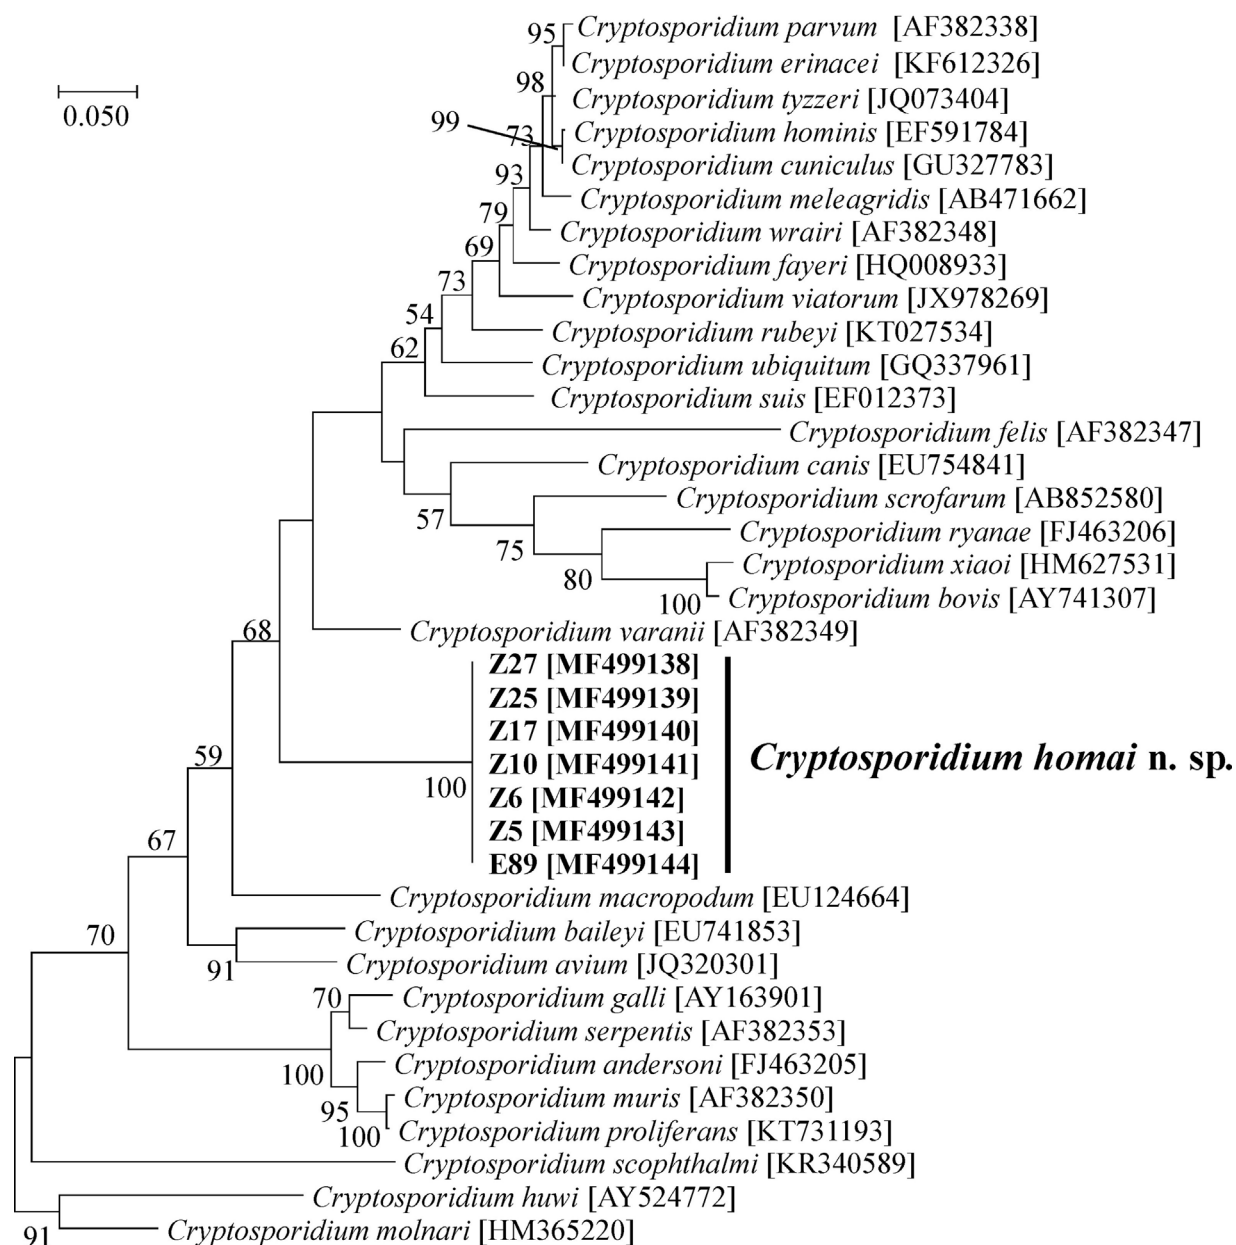 95 Cryptosporidium parvum [AF382338]
Cryptosporidium erinacei [KF612326]
98 Cryptosporidium tyzzeri [JQ073404]
0.050
99 73 Cryptosporidium hominis [EF591784]
Cryptosporidium cuniculus [GU327783]
93 Cryptosporidium meleagridis [AB471662]
79 Cryptosporidium wrairi [AF382348]
69 Cryptosporidium fayeri [HQ008933]
73 Cryptosporidium viatorum [JX978269]
54 Cryptosporidium rubeyi [KT027534]
62 Cryptosporidium ubiquitum [GQ337961]
Cryptosporidium suis [EF012373]
Cryptosporidium felis [AF382347]
Cryptosporidium canis [EU754841]
Cryptosporidium scrofarum [AB852580]
57
Cryptosporidium ryanae [FJ463206]
75
Cryptosporidium xiaoi [HM627531]
80
Cryptosporidium bovis [AY741307]
100
68 Cryptosporidium varanii [AF382349]
Z27 [MF499138]
Z25 [MF499139]
Z17 [MF499140]
59 Z10 [MF499141] Cryptosporidium homai n. sp.
100 Z6 [MF499142]
67 Z5 [MF499143]
E89 [MF499144]
Cryptosporidium macropodum [EU124664]
70 Cryptosporidium baileyi [EU741853]
91 Cryptosporidium avium [JQ320301]
70 Cryptosporidium galli [AY163901]
Cryptosporidium serpentis [AF382353]
100 Cryptosporidium andersoni [FJ463205]
95 Cryptosporidium muris [AF382350]
100 Cryptosporidium proliferans [KT731193]
Cryptosporidium scophthalmi [KR340589]
Cryptosporidium huwi [AY524772]
91 Cryptosporidium molnari [HM365220]